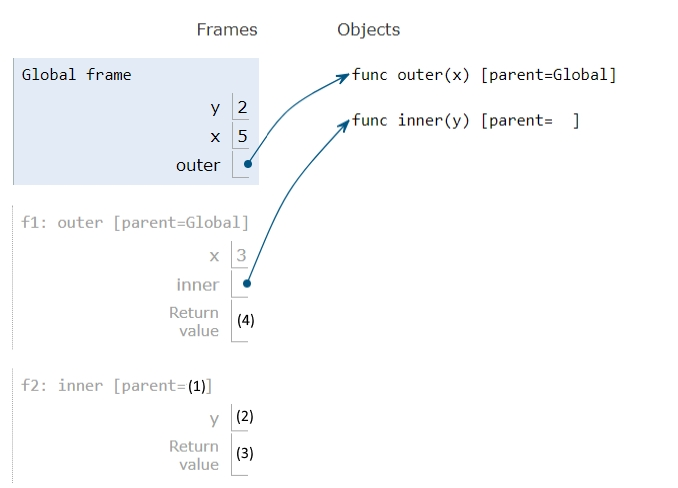 Frames Objects
Global frame
func outer(x) [parent=Global]
y 2
func inner(y) [parent=  ]
x 5
outer
f1: outer [parent=Global]
x 3
inner
Return
value (4)
f2: inner [parent=(1)]
y (2)
Return
value (3)